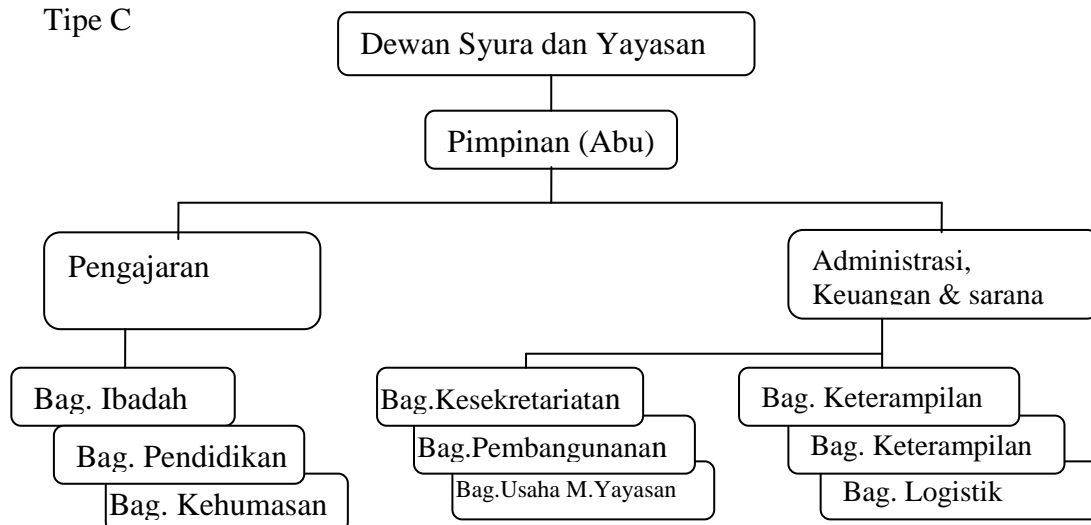 Tipe C
Dewan Syura dan Yayasan
Pimpinan (Abu)
Pengajaran
Administrasi,
Keuangan & sarana
Bag. Ibadah
Bag. Pendidikan
Bag. Kehumasan
Bag.Kesekretariatan
Bag.Pembangunanan
Bag.Usaha M.Yayasan
Bag. Keterampilan
Bag. Keterampilan
Bag. Logistik